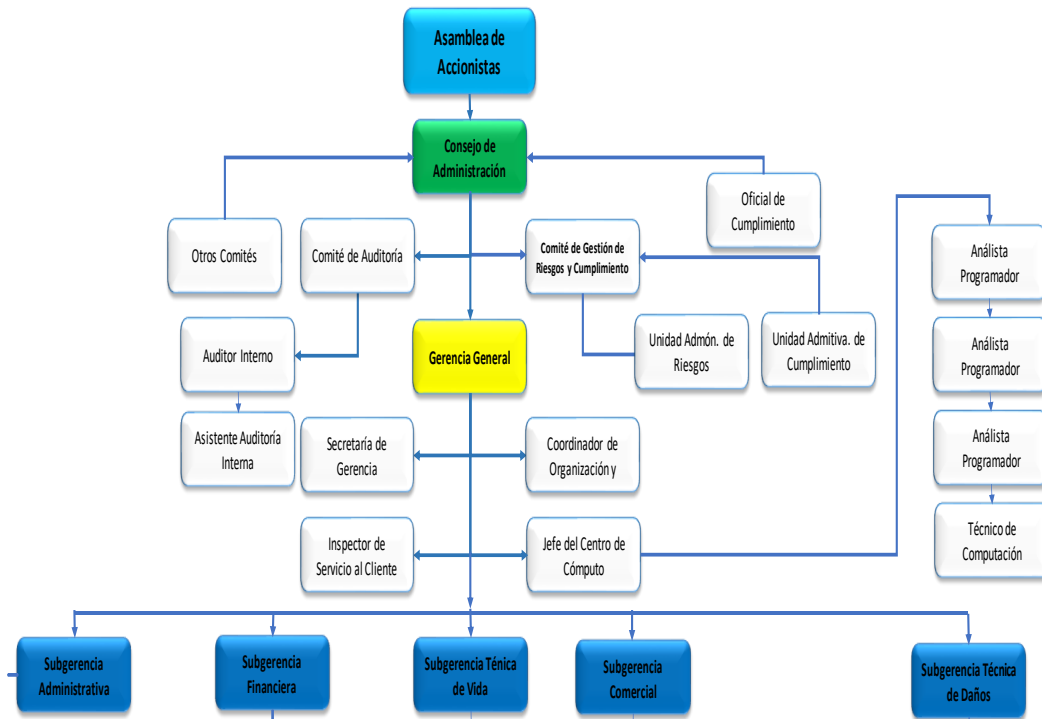 Asamblea de
Accionistas
Consejo de
Administración
Oficial de
Cumplimiento
Otros Comités
Comité de Auditoría
Comité de Gestión de
Riesgos y Cumplimiento
Análista
Programador
Auditor Interno
Gerencia General
Unidad Admón. de
Riesgos
Unidad Admitiva. de
Cumplimiento
Análista
Programador
Asistente Auditoría
Interna
Secretaría de
Gerencia
Coordinador de
Organización y
Análista
Programador
Inspector de
Servicio al Cliente
Jefe del Centro de
Cómputo
Técnico de
Computación
Subgerencia
Administrativa
Subgerencia
Financiera
Subgerencia Ténica
de Vida
Subgerencia
Comercial
Subgerencia Técnica
de Daños